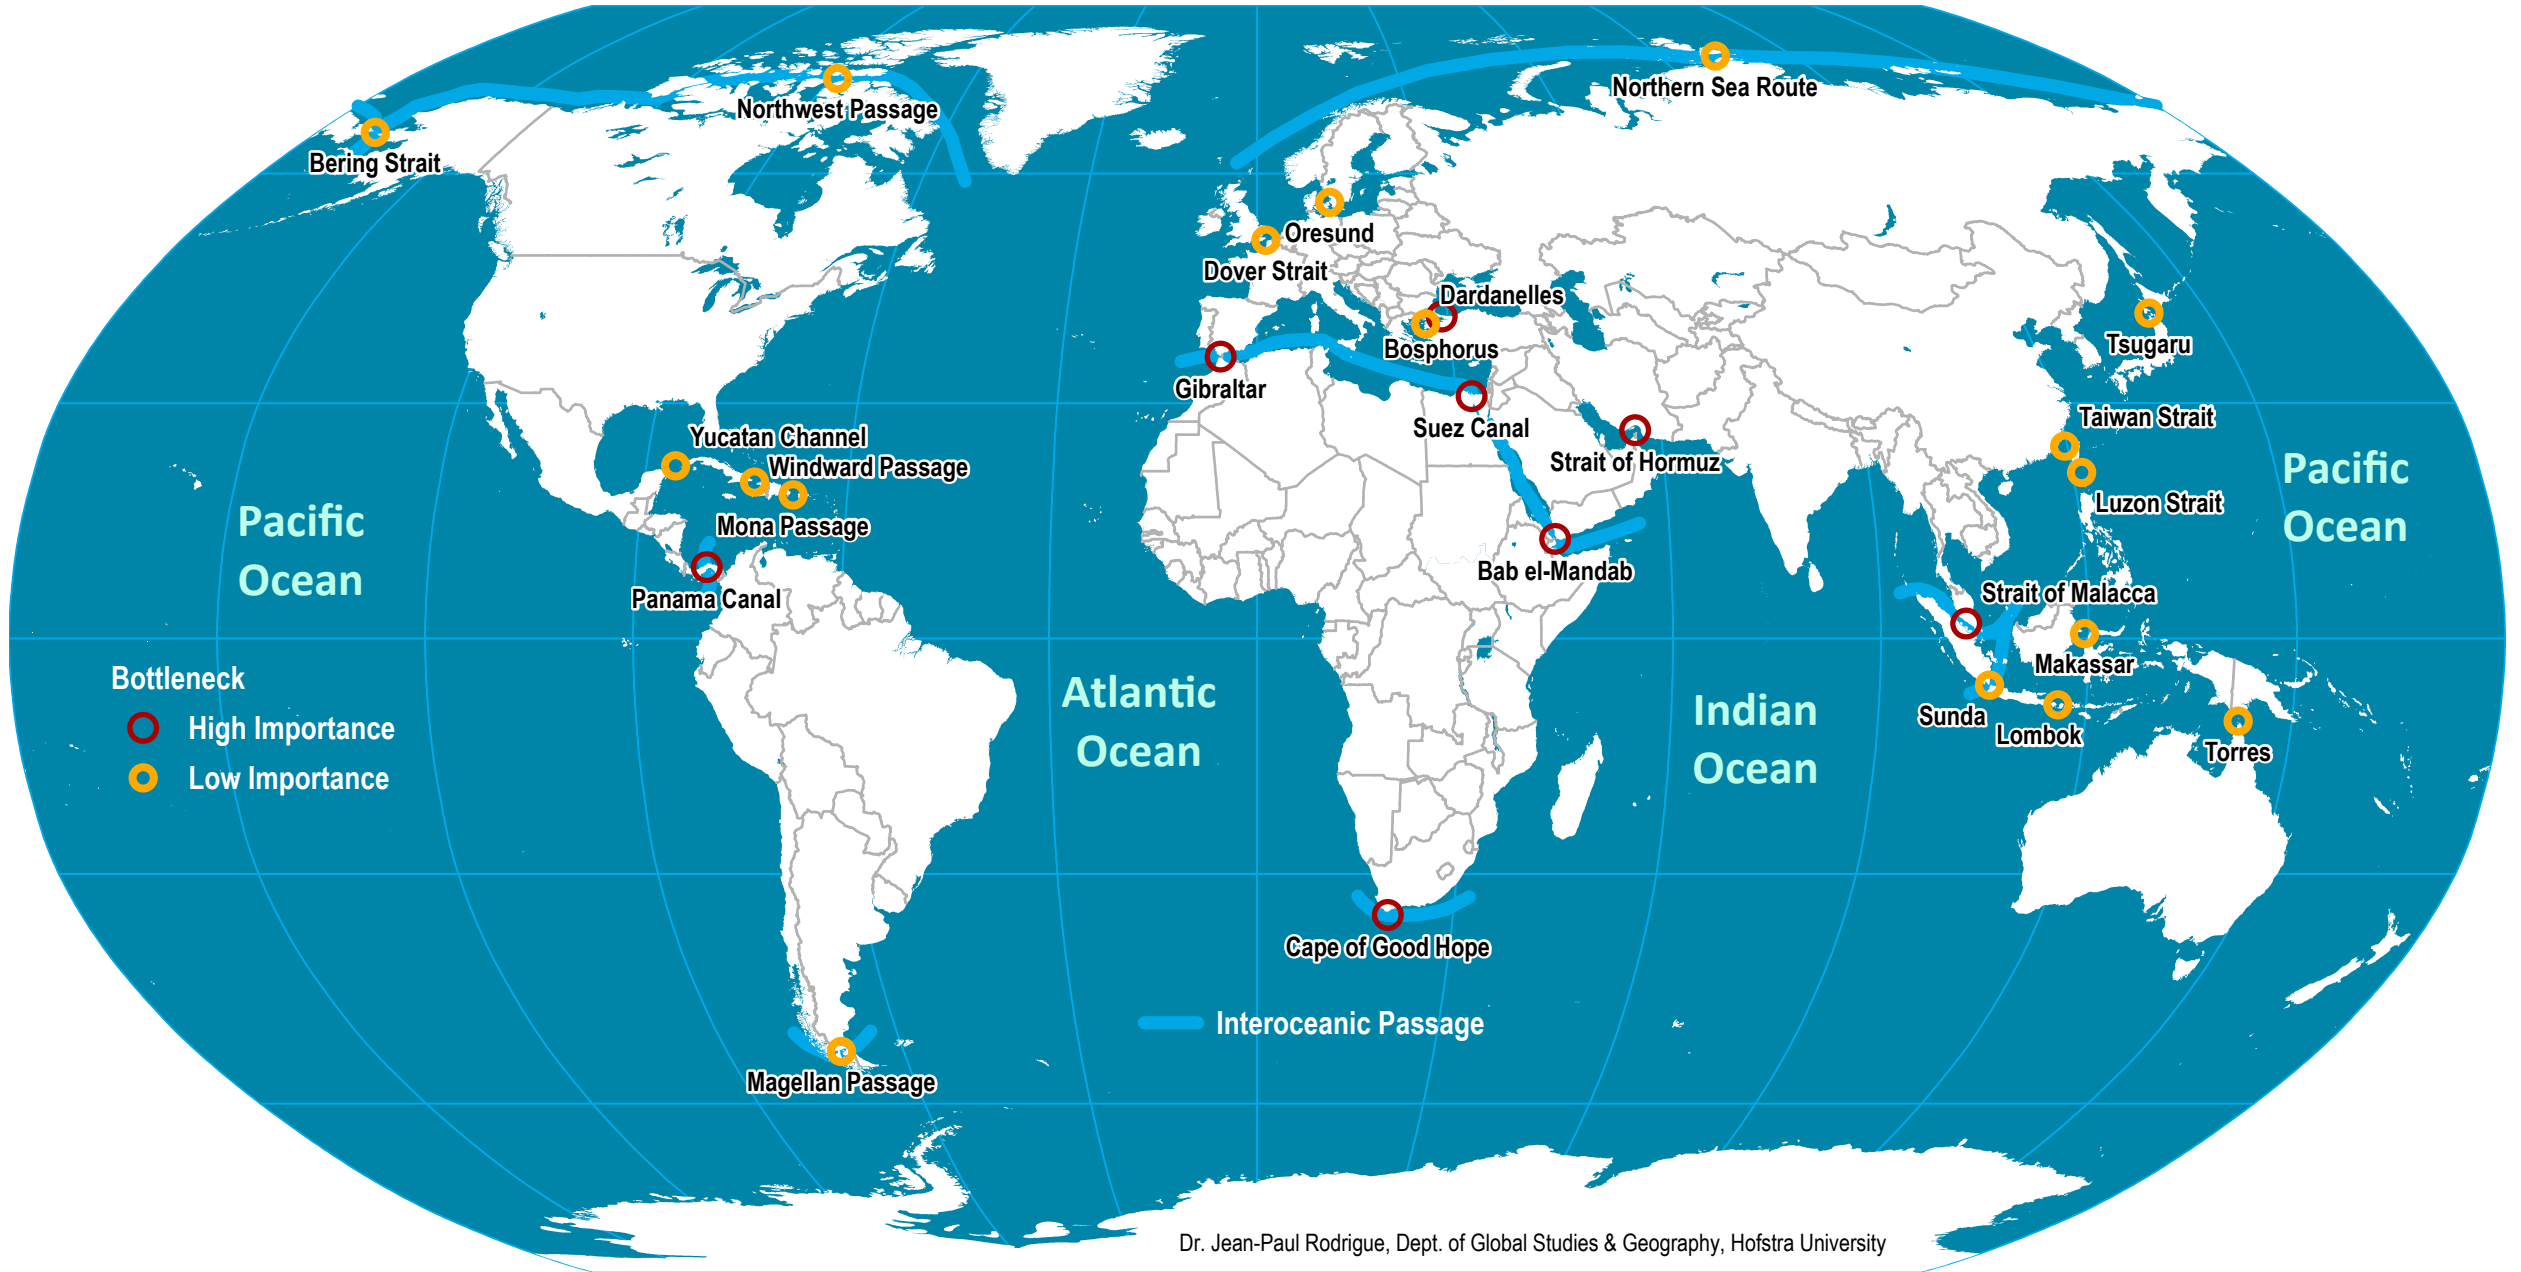 Northern Sea Route
Northwest Passage
Bering Strait
Oresund
Dover Strait
Dardanelles
Bosphorus
Tsugaru
Gibraltar
Suez Canal
Taiwan Strait
Yucatan Channel
Windward Passage
Strait of Hormuz
Pacific
Ocean
Pacific
Ocean
Luzon Strait
Mona Passage
Bab el-Mandab
Panama Canal
Strait of Malacca
Makassar
Bottleneck
High Importance
Low Importance
Atlantic
Ocean
Indian
Ocean
Sunda
Lombok
Torres
Cape of Good Hope
Interoceanic Passage
Magellan Passage
Dr. Jean-Paul Rodrigue, Dept. of Global Studies & Geography, Hofstra University